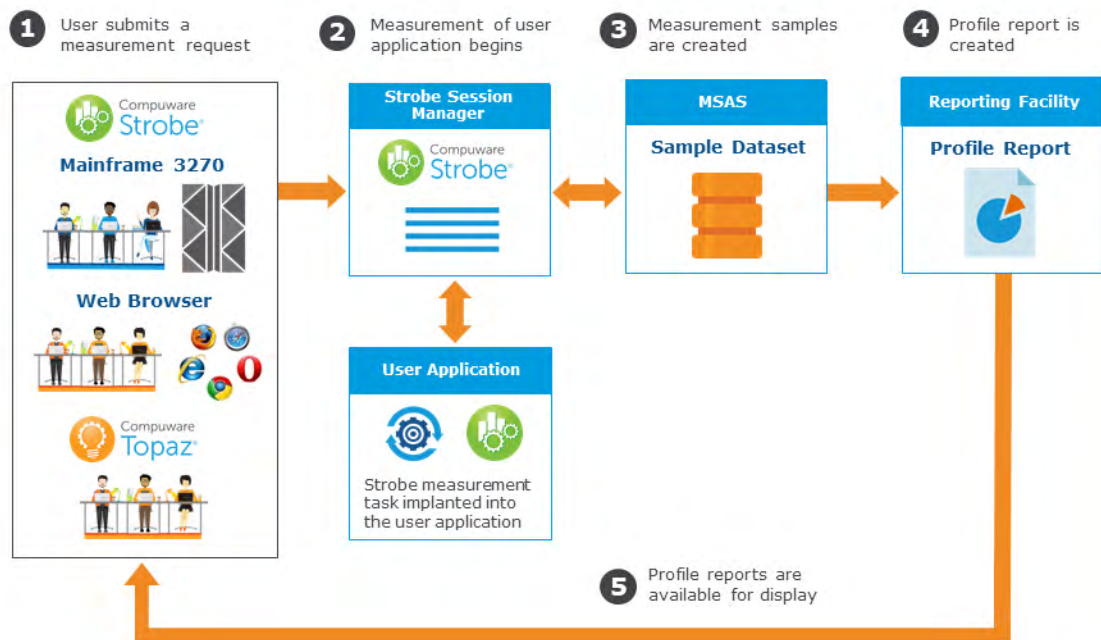 1 User submits a
measurement request
2 Measurement of user
application begins
3 Measurement samples
are created
4 Profile report is
created
Compuware
Strobe®
Mainframe 3270
Web Browser
Compuware
Topaz®
Strobe Session
Manager
Compuware
Strobe®
User Application
Strobe measurement
task implanted into
the user application
MSAS
Sample Dataset
Reporting Facility
Profile Report
5 Profile reports are
available for display